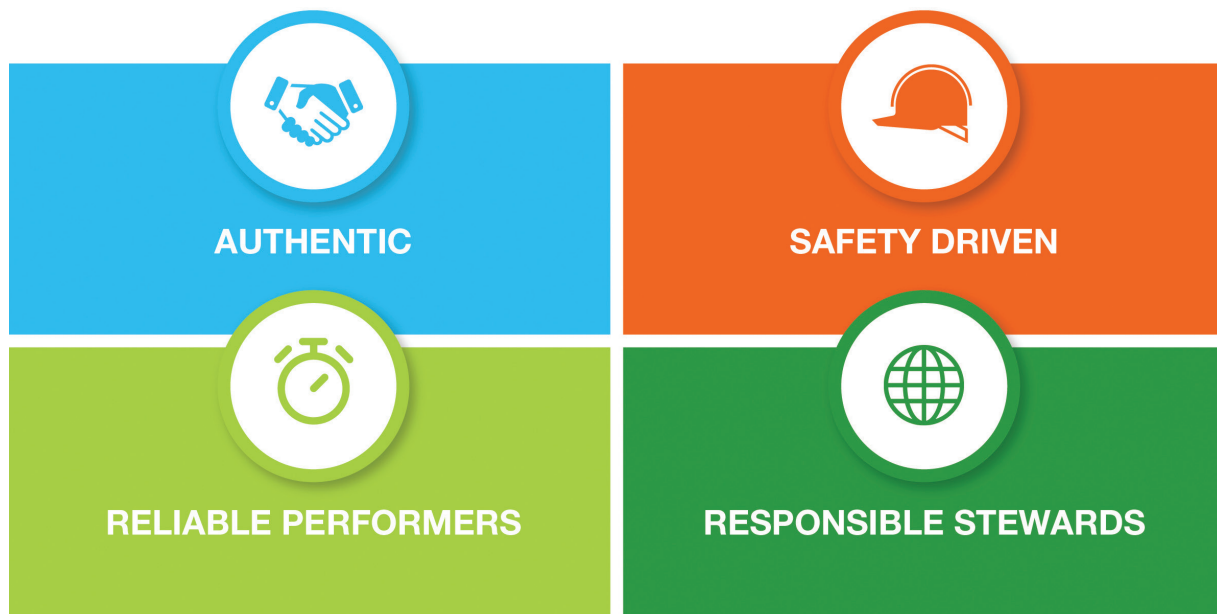 AUTHENTIC
SAFETY DRIVEN
RELIABLE PERFORMERS
RESPONSIBLE STEWARDS